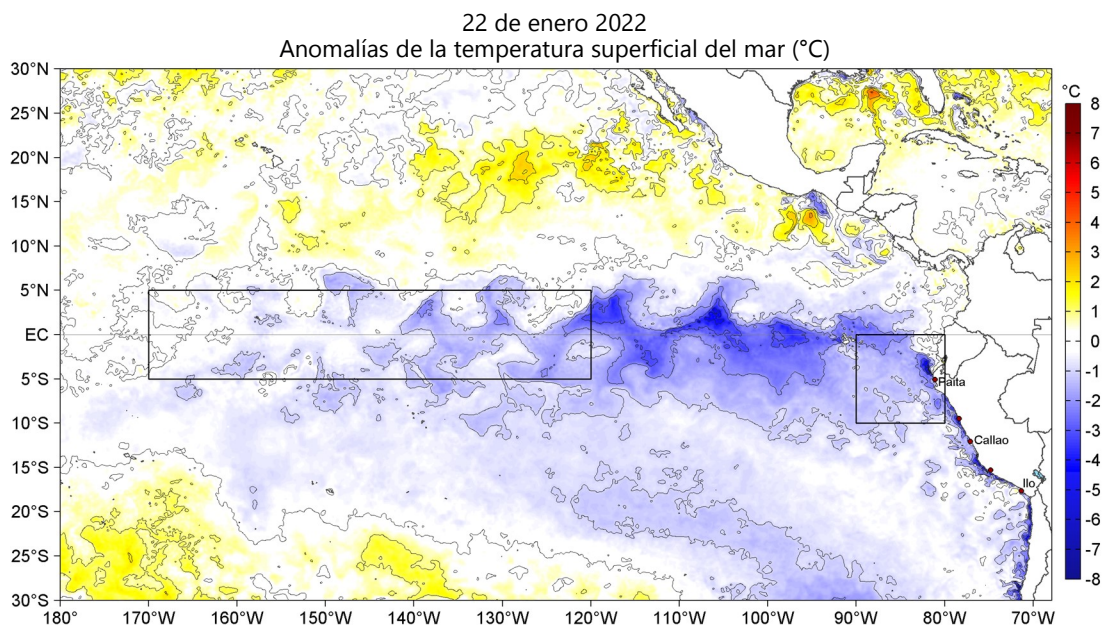 22 de enero 2022
Anomalías de la temperatura superficial del mar (°C)
30°N
25°N
20°N
15°N
10°N
5°N
EC
5°S
10°S
15°S
20°S
25°S
30°S
180°W
170°W
160°W
150°W
140°W
130°W
120°W
110°W
100°W
90°W
80°W
70°W
Paita
Callao
Ilo
°C
8
7
6
5
4
3
2
1
0
-1
-2
-3
-4
-5
-6
-7
-8